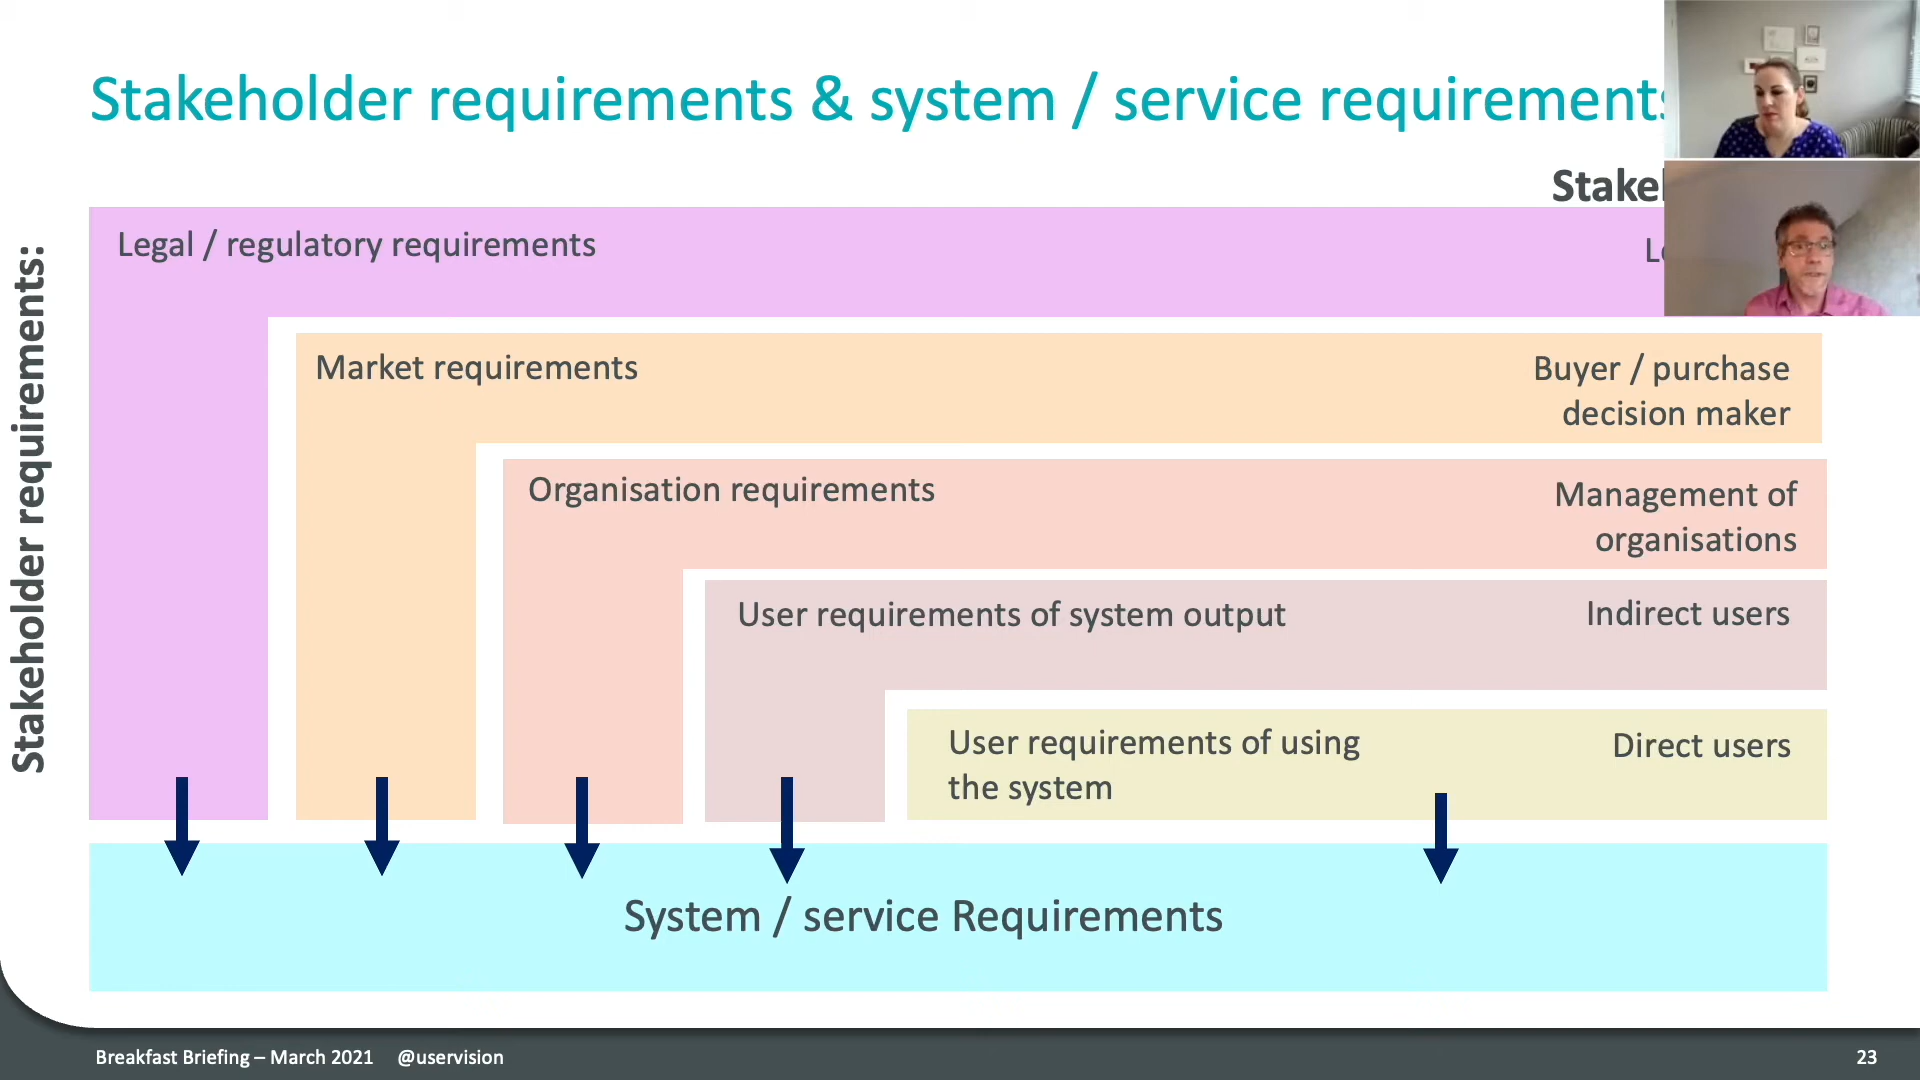 Stakeholder requirements & system / service requirements
Stakeholder requirements:
Legal / regulatory requirements
Market requirements
Buyer / purchase
decision maker
Organisation requirements
Management of
organisations
User requirements of system output
Indirect users
User requirements of using
the system
Direct users
System / service Requirements
Breakfast Briefing – March 2021 @uservision
23